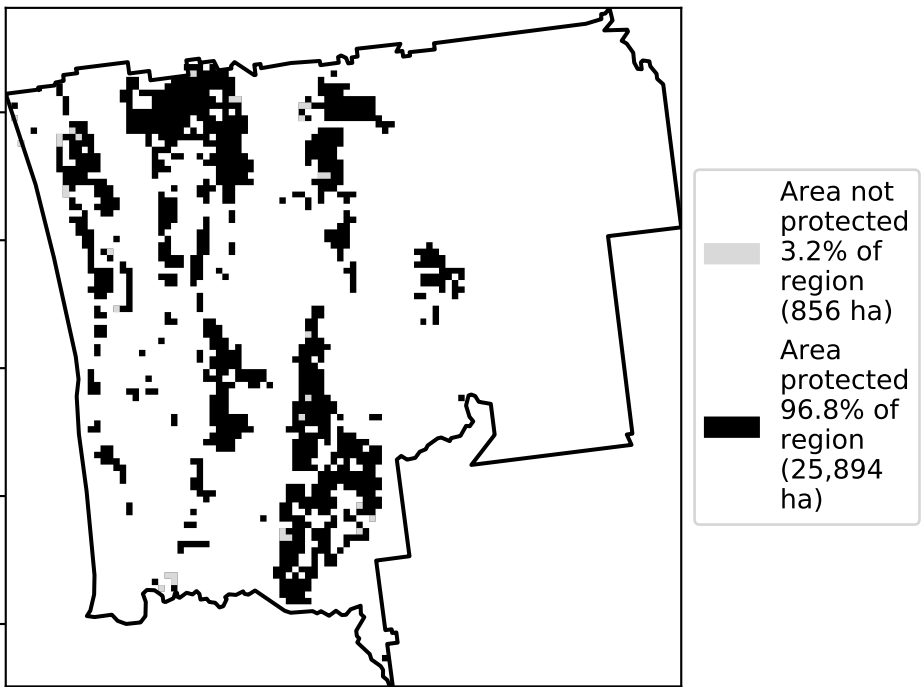 Area not
protected
3.2% of
region
(856 ha)
Area
protected
96.8% of
region
(25,894
ha)